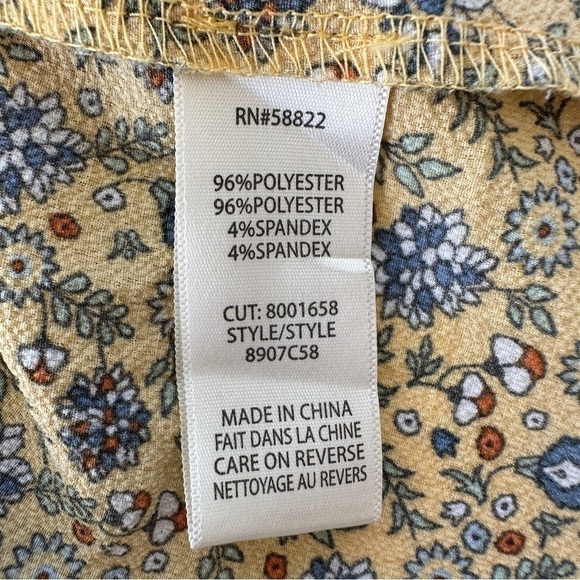 RN#58822
96%POLYESTER
96%POLYESTER
4%SPANDEX
4%SPANDEX
CUT: 8001658
STYLE/STYLE
8907C58
MADE IN CHINA
FAIT DANS LA CHINE
CARE ON REVERSE
NETTOYAGE AU REVERS